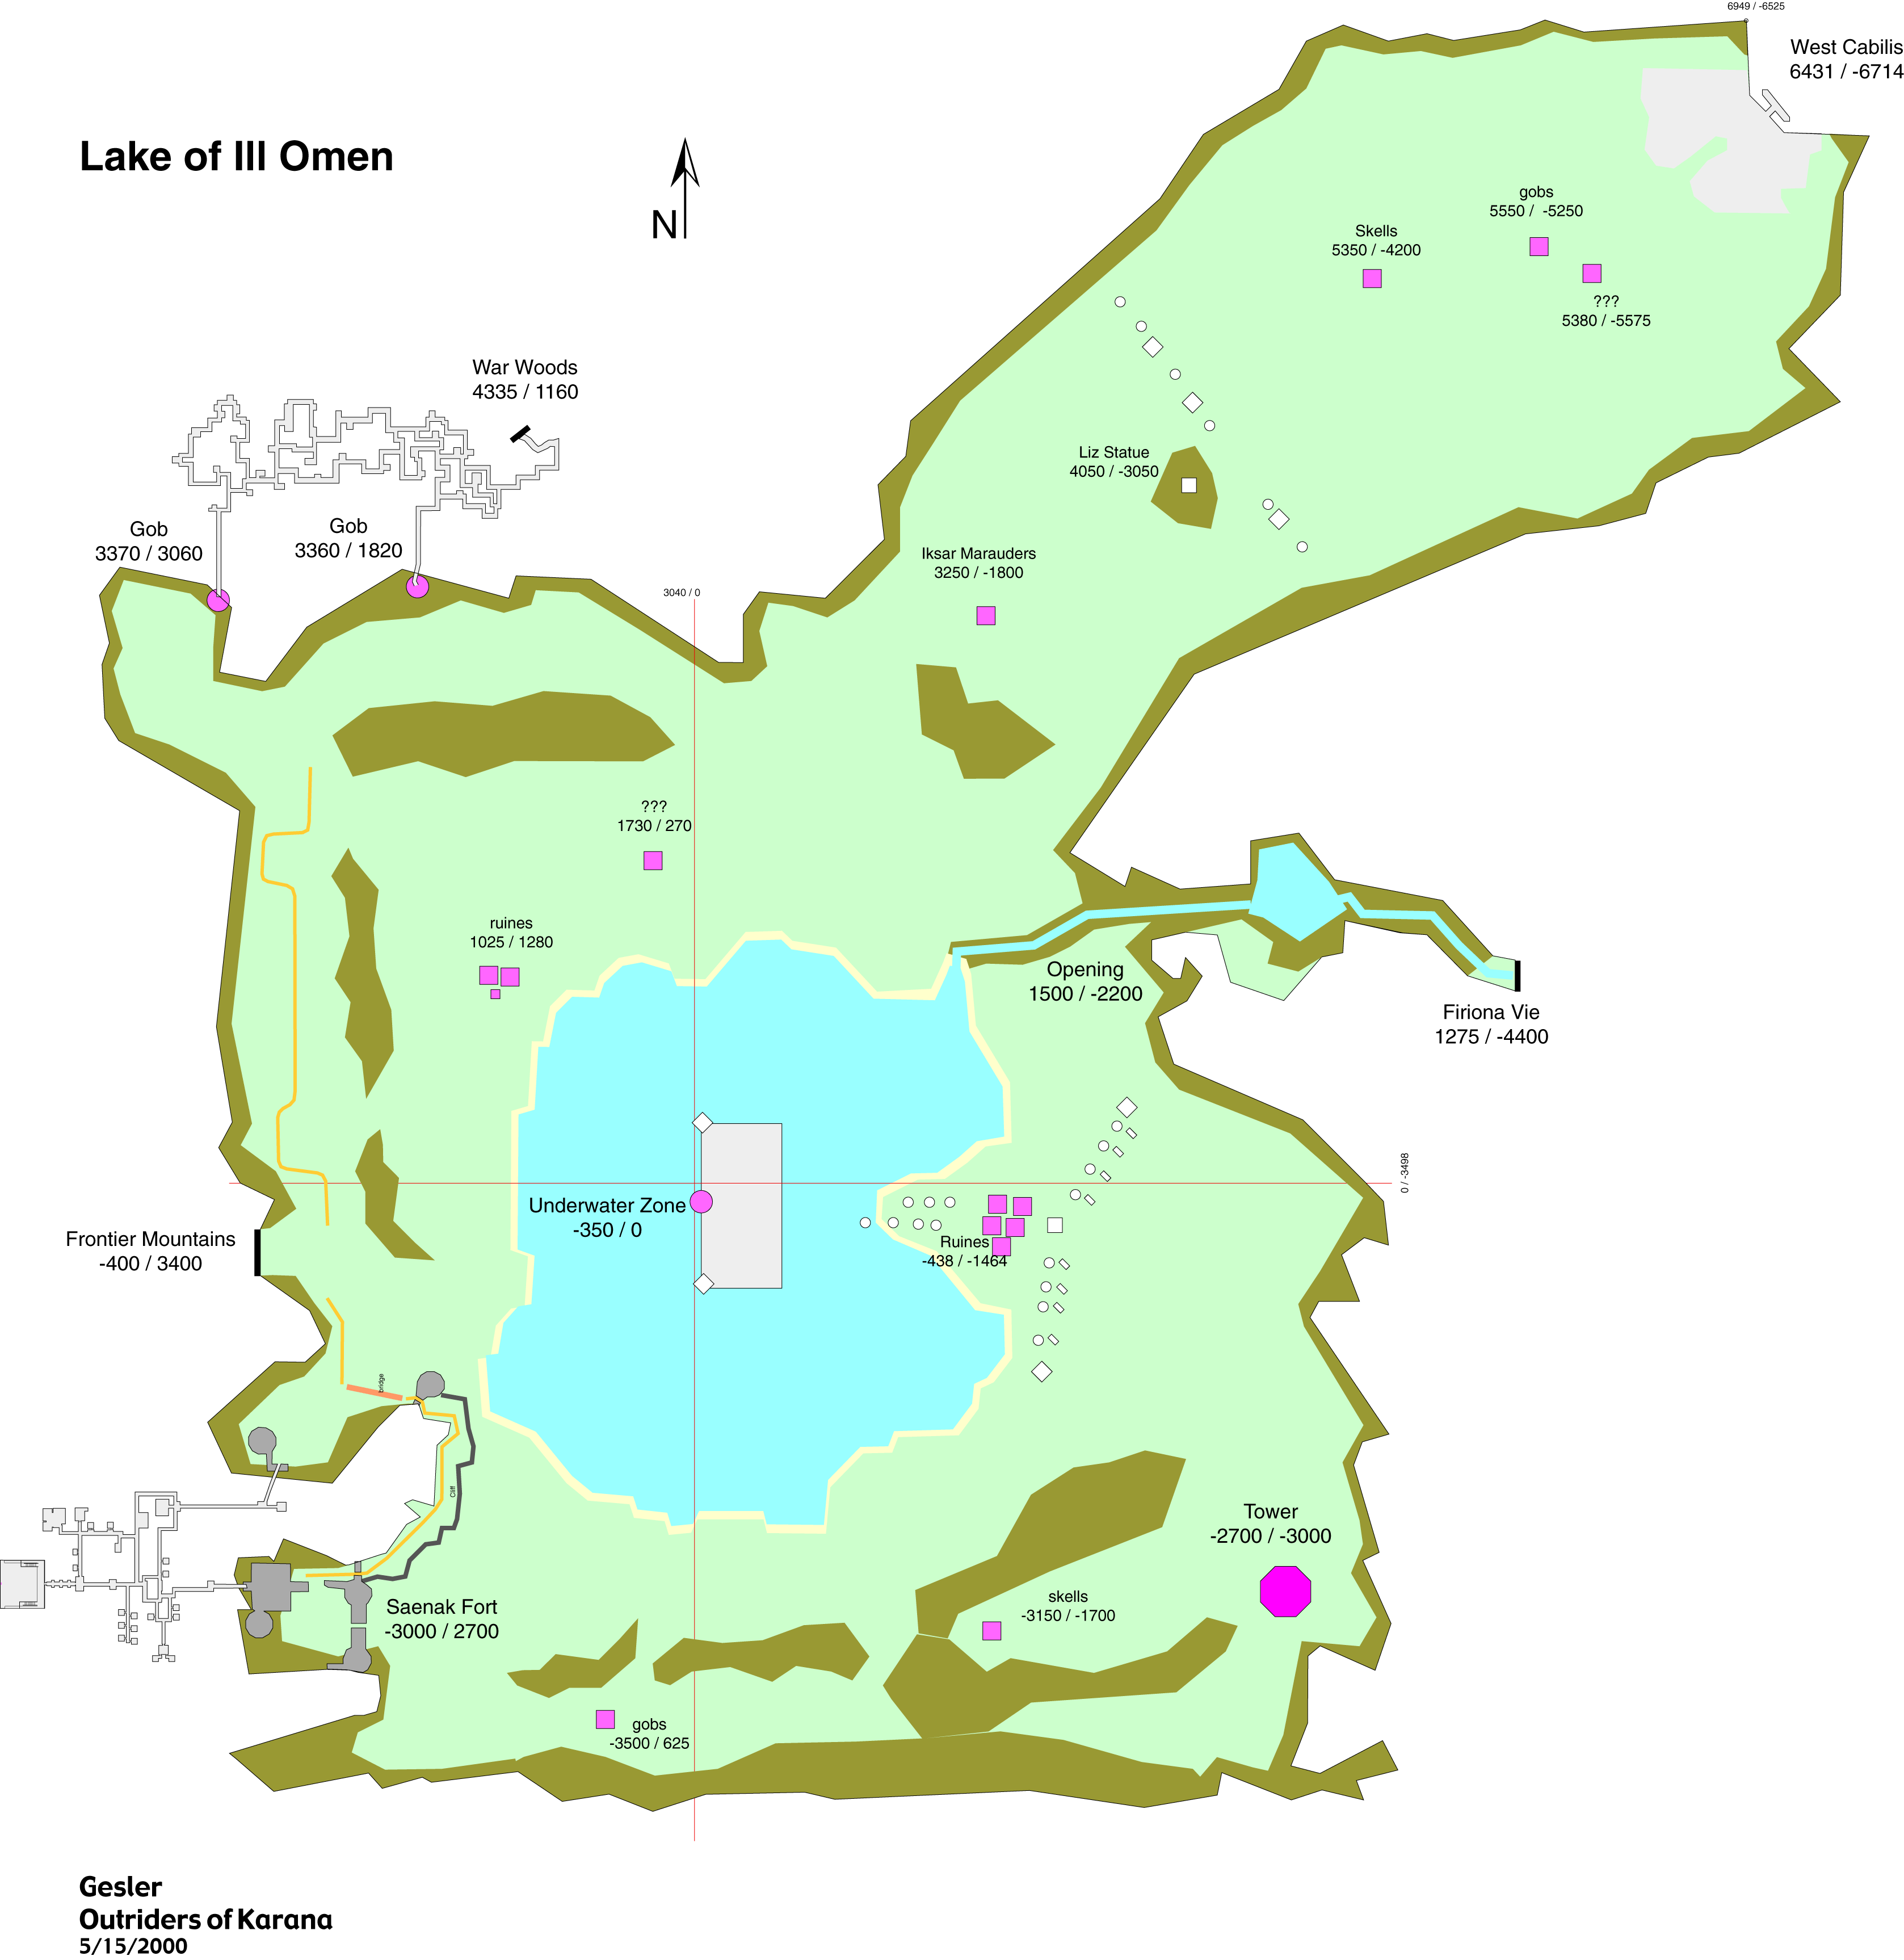 6949 / -6525
West Cabilis
6431 / -6714
Lake of Ill Omen
N
gobs
5550 / -5250
Skells
5350 / -4200
???
5380 / -5575
War Woods
4335 / 1160
Liz Statue
4050 / -3050
Gob
3370 / 3060
Gob
3360 / 1820
Iksar Marauders
3250 / -1800
3040 / 0
???
1730 / 270
ruines
1025 / 1280
Opening
1500 / -2200
Firiona Vie
1275 / -4400
0 / -3498
Underwater Zone
-350 / 0
Frontier Mountains
-400 / 3400
Ruines
-438 / -1464
bridge
Cliff
Tower
-2700 / -3000
Saenak Fort
-3000 / 2700
skells
-3150 / -1700
gobs
-3500 / 625
Gesler
Outriders of Karana
5/15/2000